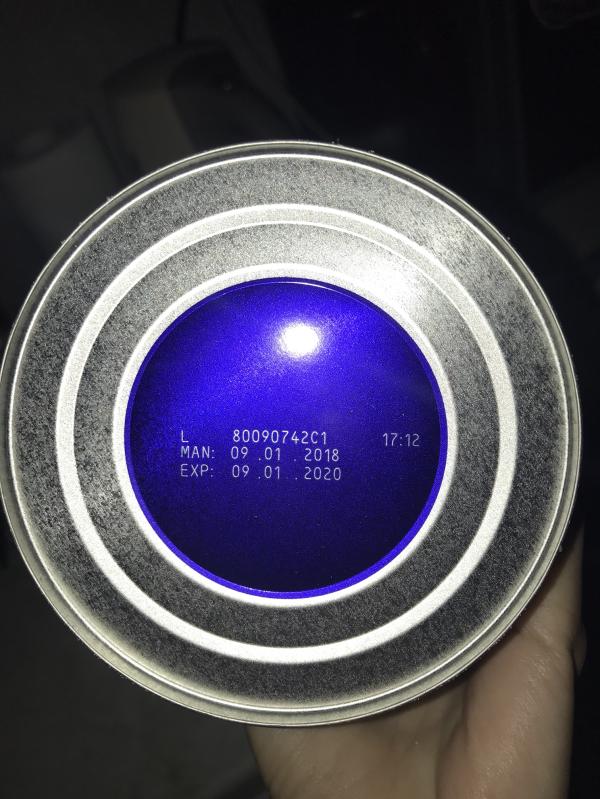 L 80090742C1 17:12
MAN: 09 .01 . 2018
EXP: 09 .01 . 2020